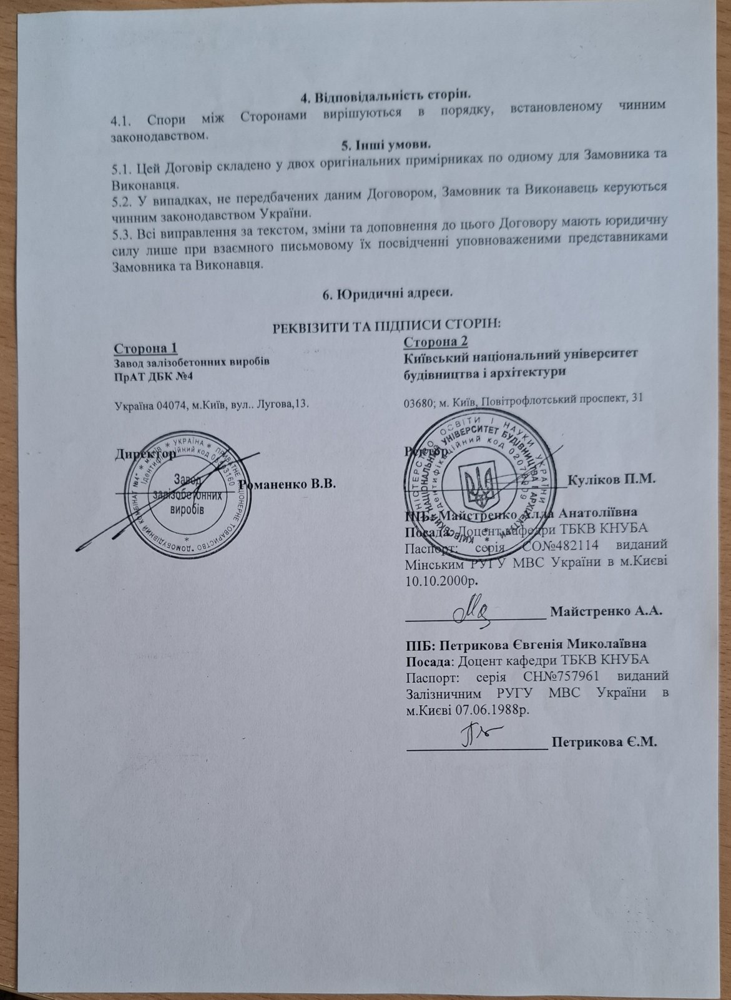 4. Відповідальність сторін.
4.1. Спори між Сторонами вирішуються в порядку, встановленому чинним
законодавством.
5. Інші умови.
5.1. Цей Договір складено у двох оригінальних примірниках по одному для Замовника та
Виконавця.
5.2. У випадках, не передбачених даним Договором, Замовник та Виконавець керуються
чинним законодавством України.
5.3. Всі виправлення за текстом, зміни та доповнення до цього Договору мають юридичну
силу лише при взаємного письмовому їх посвідченні уповноваженими представниками
Замовника та Виконавця.
6. Юридичні адреси.
РЕКВІЗИТИ ТА ПІДПИСИ СТОРІН:
Сторона 1
Завод залізобетонних виробів
ПрАТ ДБК №4
Україна 04074, м.Київ, вул.. Лугова,13.
Директор
Романенко В.В.
ПРИВАТНЕ АКЦІОНЕРНЕ ТОВАРИСТВО "ДОМОБУДІВНИЙ КОМБІНАТ №4" * м.Київ * УКРАЇНА *
Ідентифікаційний код
Завод
залізобетонних
виробів
Сторона 2
Київський національний університет
будівництва і архітектури
03680; м. Київ, Повітрофлотський проспект, 31
Ректор
Куліков П.М.
МІНІСТЕРСТВО ОСВІТИ І НАУКИ УКРАЇНИ
КИЇВСЬКИЙ НАЦІОНАЛЬНИЙ УНІВЕРСИТЕТ БУДІВНИЦТВА І АРХІТЕКТУРИ
Ідентифікаційний код 02070909
ПІБ: Майстренко Алла Анатоліївна
Посада: Доцент кафедри ТБКВ КНУБА
Паспорт: серія СО№482114 виданий
Мінським РУГУ МВС України в м.Києві
10.10.2000р.
Майстренко А.А.
ПІБ: Петрикова Євгенія Миколаївна
Посада: Доцент кафедри ТБКВ КНУБА
Паспорт: серія СН№757961 виданий
Залізничним РУГУ МВС України в
м.Києві 07.06.1988р.
Петрикова Є.М.